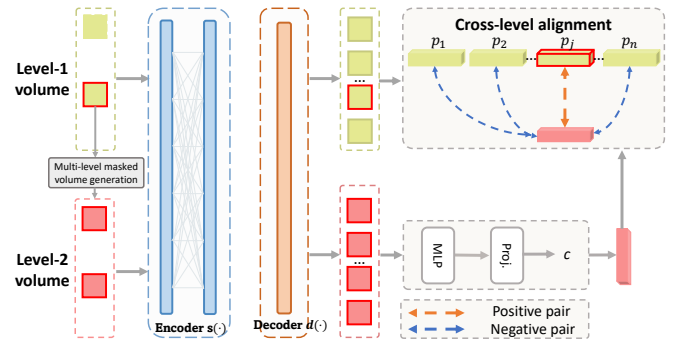 Cross-level alignment
p1 p2 pj pn
... ...
Level-1
volume
...
Multi-level masked
volume generation
Level-2
volume
...
MLP
Proj.
c
Encoder s(·)
Decoder d(·)
Positive pair
Negative pair